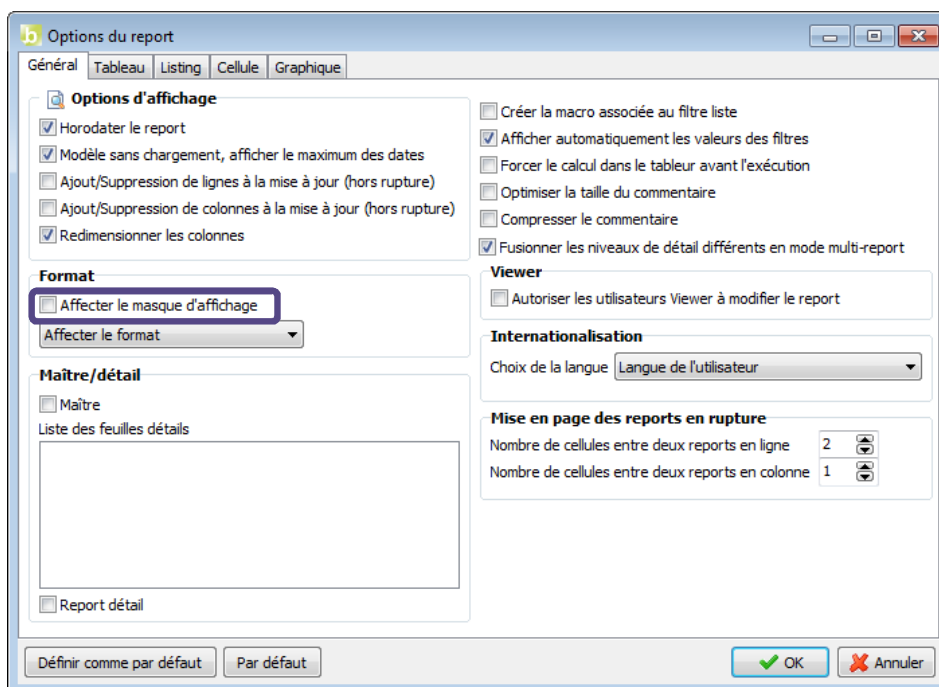 Options du report
Général Tableau Listing Cellule Graphique
Options d'affichage
Horodater le report
Modèle sans chargement, afficher le maximum des dates
Ajout/Suppression de lignes à la mise à jour (hors rupture)
Ajout/Suppression de colonnes à la mise à jour (hors rupture)
Redimensionner les colonnes
Format
Affecter le masque d'affichage
Affecter le format
Maître/détail
Maître
Liste des feuilles détails
Report détail
Créer la macro associée au filtre liste
Afficher automatiquement les valeurs des filtres
Forcer le calcul dans le tableur avant l'exécution
Optimiser la taille du commentaire
Compresser le commentaire
Fusionner les niveaux de détail différents en mode multi-report
Viewer
Autoriser les utilisateurs Viewer à modifier le report
Internationalisation
Choix de la langue Langue de l'utilisateur
Mise en page des reports en rupture
Nombre de cellules entre deux reports en ligne 2
Nombre de cellules entre deux reports en colonne 1
Définir comme par défaut Par défaut OK Annuler